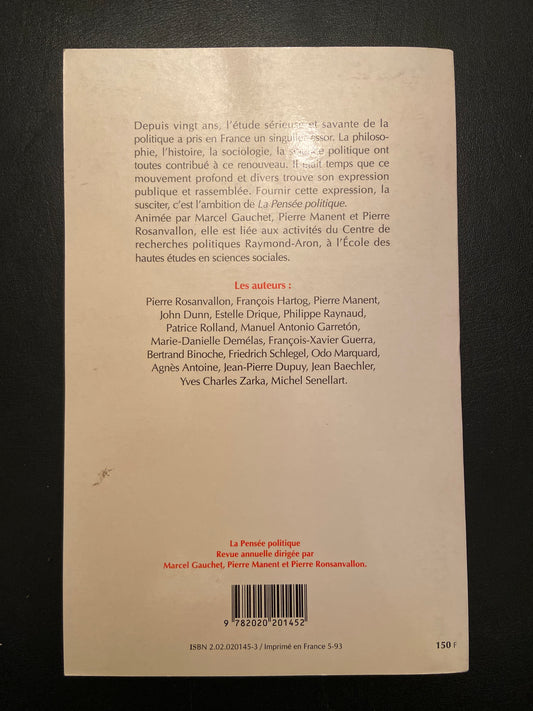 Depuis vingt ans, l'étude sérieuse et savante de la
politique a pris en France un singulier essor. La philoso-
phie, l'histoire, la sociologie, la science politique ont
toutes contribué à ce renouveau. Il était temps que ce
mouvement profond et divers trouve son expression
publique et rassemblée. Fournir cette expression, la
susciter, c'est l'ambition de La Pensée politique.
Animée par Marcel Gauchet, Pierre Manent et Pierre
Rosanvallon, elle est liée aux activités du Centre de
recherches politiques Raymond-Aron, à l'École des
hautes études en sciences sociales.
Les auteurs :
Pierre Rosanvallon, François Hartog, Pierre Manent,
John Dunn, Estelle Drique, Philippe Raynaud,
Patrice Rolland, Manuel Antonio Garretón,
Marie-Danielle Demélas, François-Xavier Guerra,
Bertrand Binoche, Friedrich Schlegel, Odo Marquard,
Agnès Antoine, Jean-Pierre Dupuy, Jean Baechler,
Yves Charles Zarka, Michel Senellart.
La Pensée politique
Revue annuelle dirigée par
Marcel Gauchet, Pierre Manent et Pierre Ronsanvallon.
9 782020 201452
ISBN 2.02.020145-3 / Imprimé en France 5-93
150 F